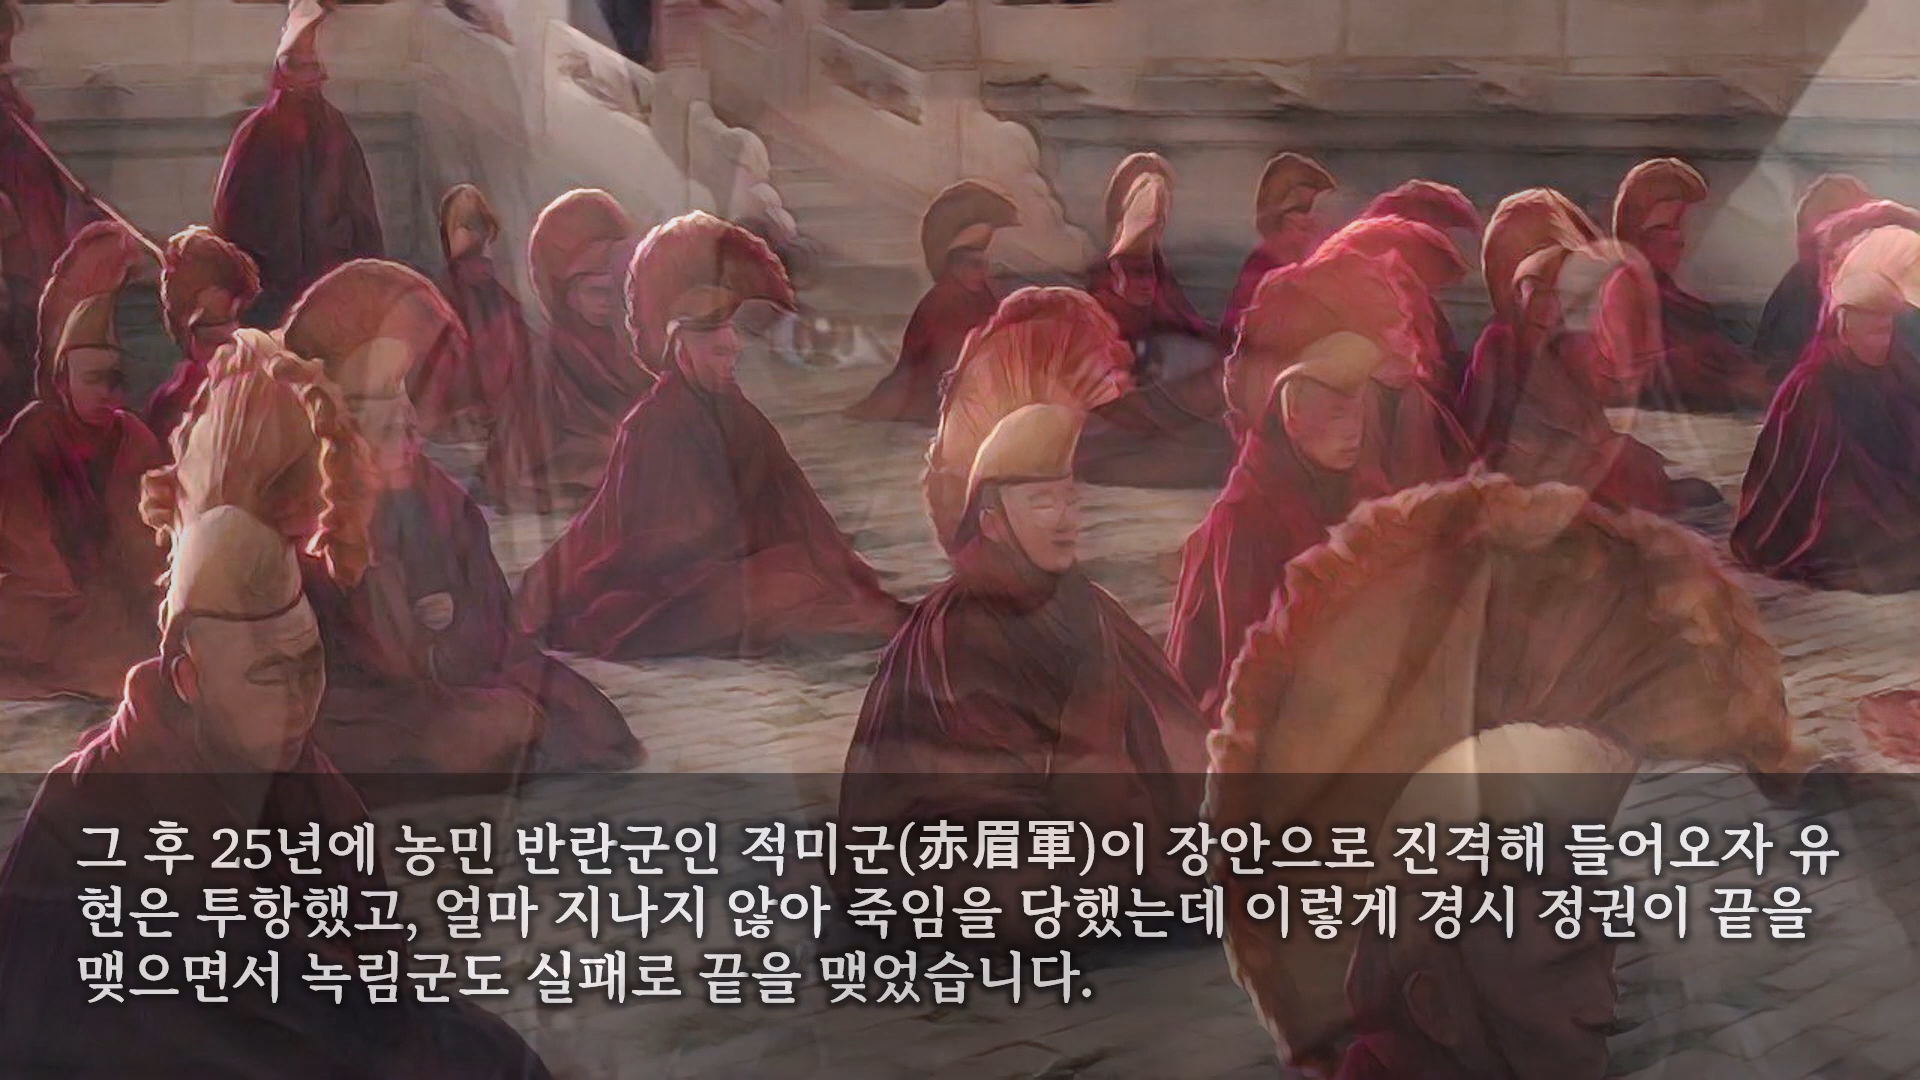 그 후 25년에 농민 반란군인 적미군(赤眉軍)이 장안으로 진격해 들어오자 유
현은 투항했고, 얼마 지나지 않아 죽임을 당했는데 이렇게 경시 정권이 끝을
맺으면서 녹림군도 실패로 끝을 맺었습니다.